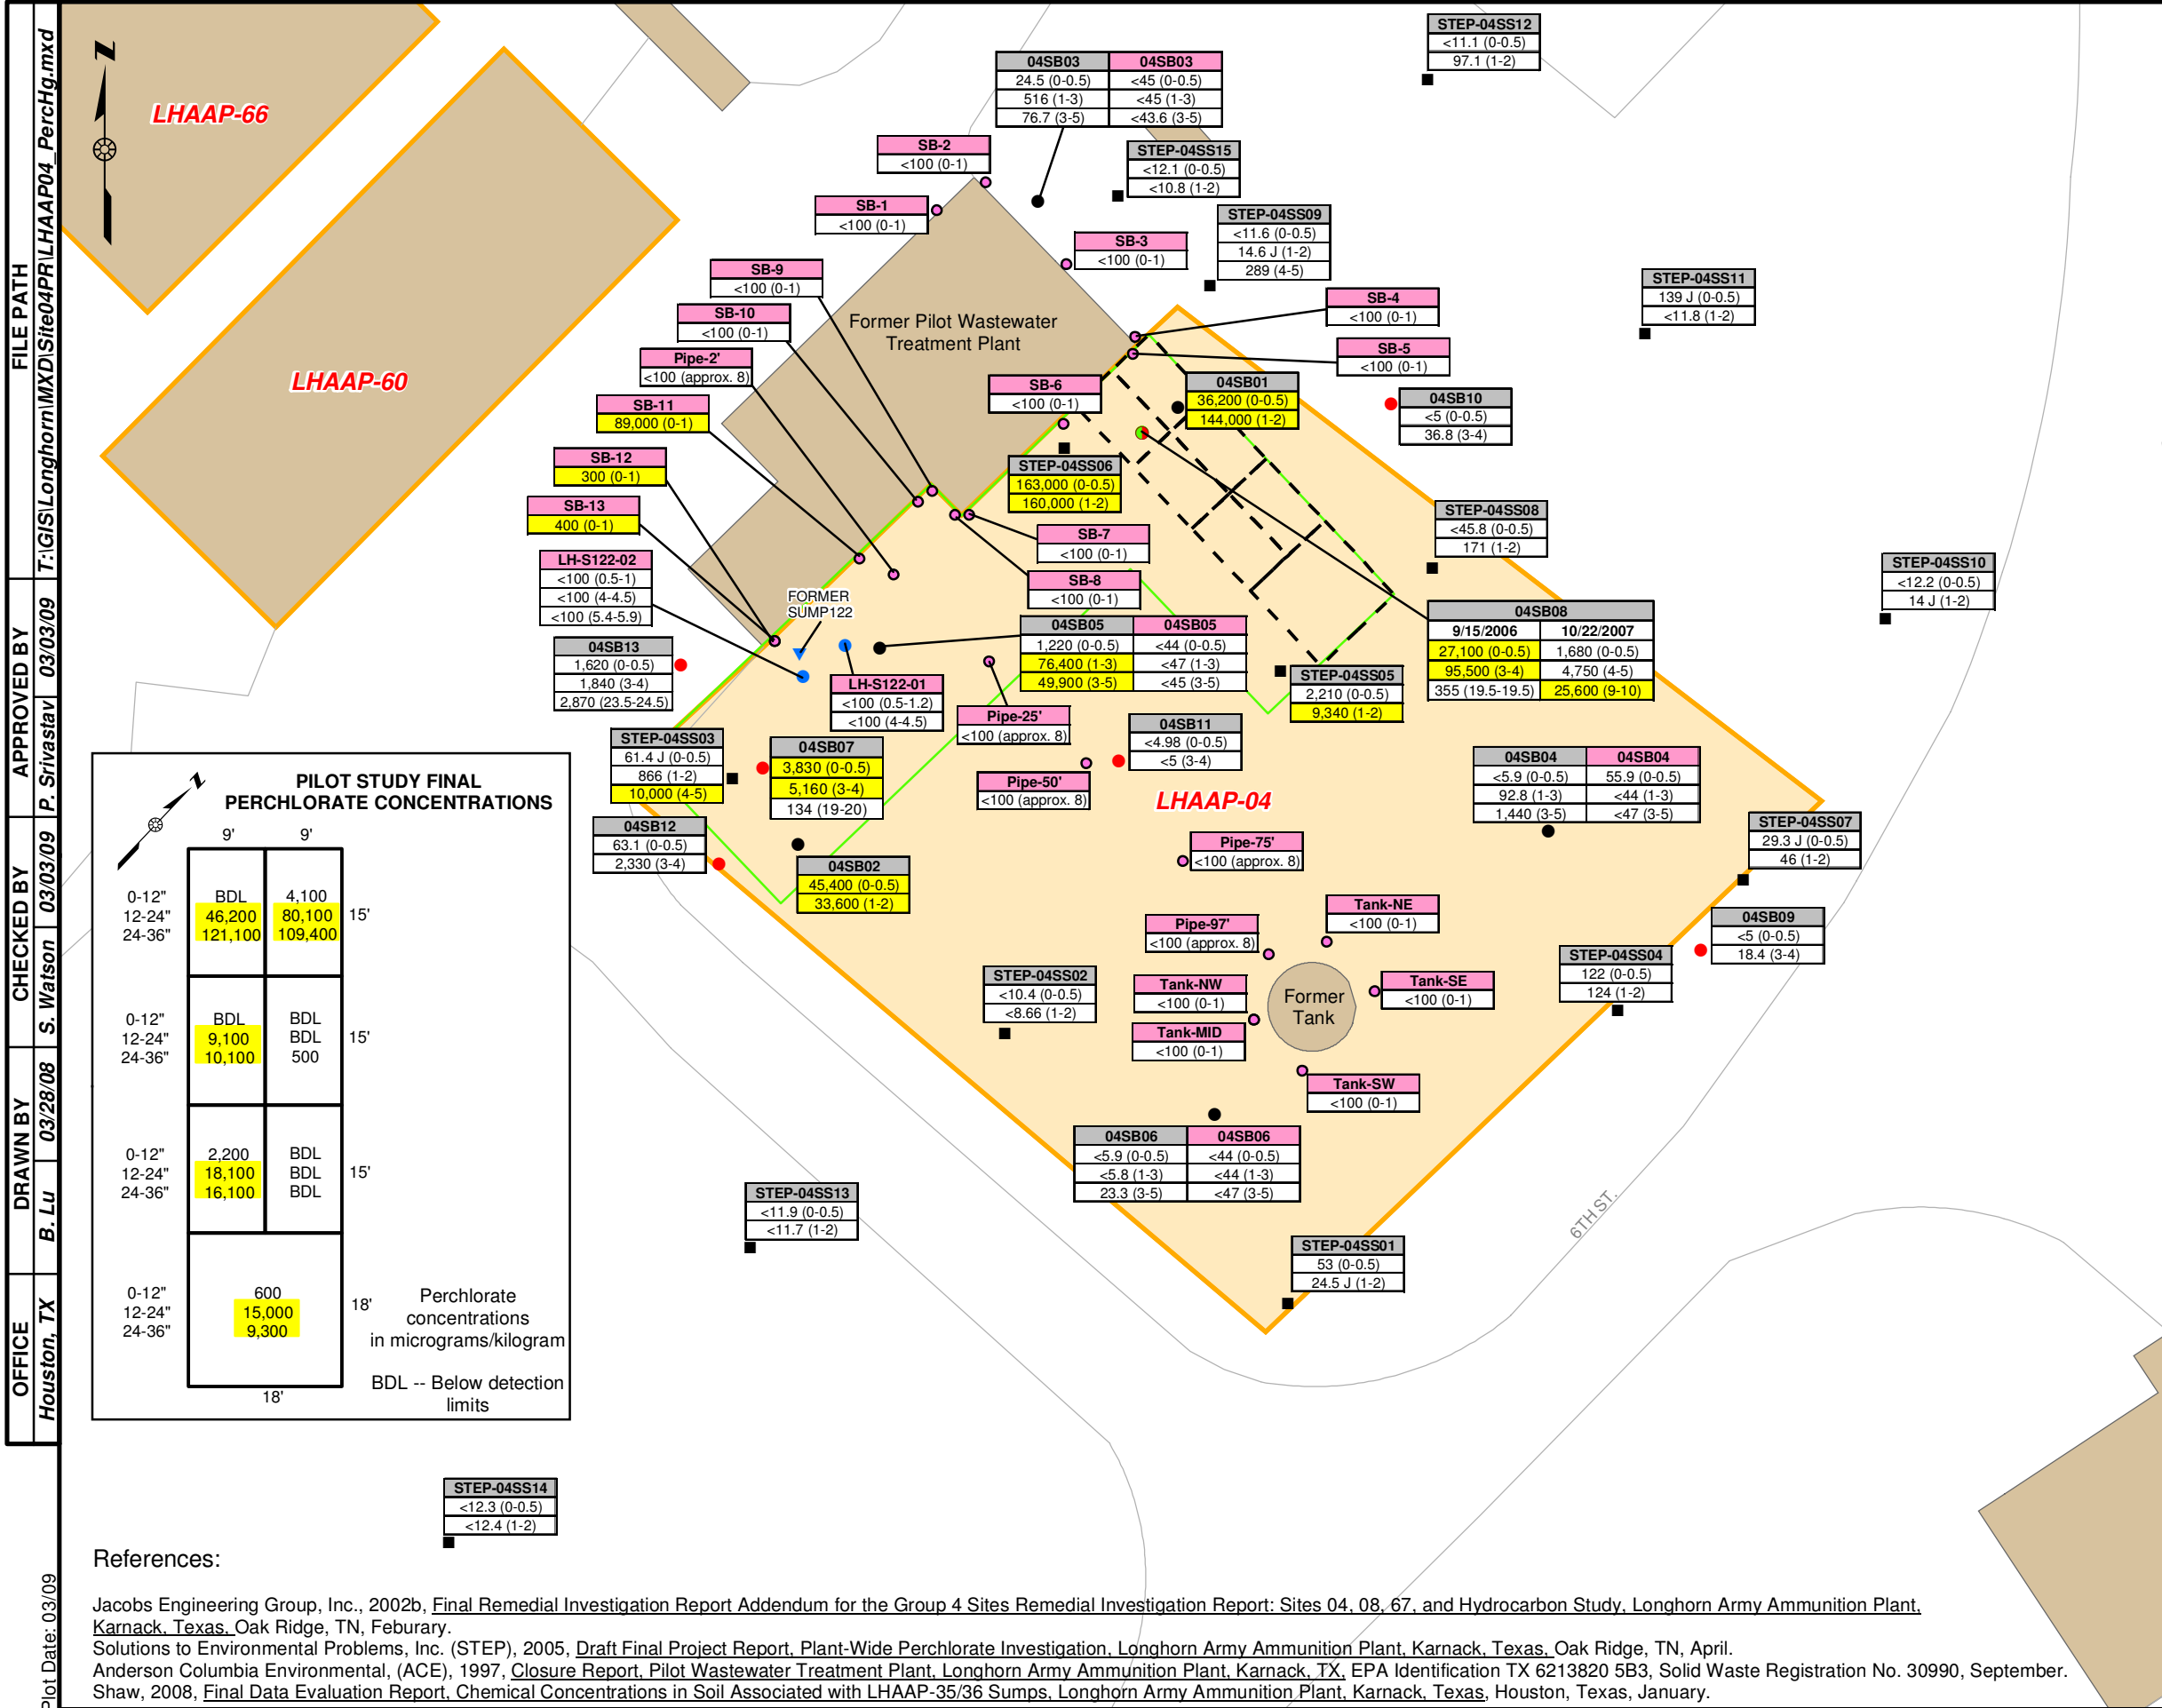 FILE PATH
T:\GIS\Longhorn\MXD\Site04PR\LHAAP04_PercHg.mxd
APPROVED BY
P. Srivastav 03/03/09
CHECKED BY
S. Watson 03/03/09
DRAWN BY
B. Lu 03/28/08
OFFICE
Houston, TX
Plot Date: 03/09
N
LHAAP-66
LHAAP-60
STEP-04SS12
<11.1 (0-0.5)
97.1 (1-2)
04SB03 04SB03
24.5 (0-0.5) <45 (0-0.5)
516 (1-3) <45 (1-3)
76.7 (3-5) <43.6 (3-5)
SB-2
<100 (0-1)
STEP-04SS15
<12.1 (0-0.5)
<10.8 (1-2)
SB-1
<100 (0-1)
STEP-04SS09
<11.6 (0-0.5)
14.6 J (1-2)
289 (4-5)
SB-3
<100 (0-1)
SB-9
<100 (0-1)
STEP-04SS11
139 J (0-0.5)
<11.8 (1-2)
SB-4
<100 (0-1)
SB-10
<100 (0-1)
Former Pilot Wastewater
Treatment Plant
SB-5
<100 (0-1)
Pipe-2'
<100 (approx. 8)
SB-6
<100 (0-1)
04SB01
36,200 (0-0.5)
144,000 (1-2)
04SB10
<5 (0-0.5)
36.8 (3-4)
SB-11
89,000 (0-1)
SB-12
300 (0-1)
STEP-04SS06
163,000 (0-0.5)
160,000 (1-2)
SB-13
400 (0-1)
STEP-04SS08
<45.8 (0-0.5)
171 (1-2)
SB-7
<100 (0-1)
LH-S122-02
<100 (0.5-1)
<100 (4-4.5)
<100 (5.4-5.9)
SB-8
<100 (0-1)
STEP-04SS10
<12.2 (0-0.5)
14 J (1-2)
FORMER
SUMP122
04SB08
9/15/2006 10/22/2007
27,100 (0-0.5) 1,680 (0-0.5)
95,500 (3-4) 4,750 (4-5)
355 (19.5-19.5) 25,600 (9-10)
04SB05 04SB05
1,220 (0-0.5) <44 (0-0.5)
76,400 (1-3) <47 (1-3)
49,900 (3-5) <45 (3-5)
04SB13
1,620 (0-0.5)
1,840 (3-4)
2,870 (23.5-24.5)
STEP-04SS05
2,210 (0-0.5)
9,340 (1-2)
LH-S122-01
<100 (0.5-1.2)
<100 (4-4.5)
Pipe-25'
<100 (approx. 8)
04SB11
<4.98 (0-0.5)
<5 (3-4)
STEP-04SS03
61.4 J (0-0.5)
866 (1-2)
10,000 (4-5)
04SB07
3,830 (0-0.5)
5,160 (3-4)
134 (19-20)
04SB04 04SB04
<5.9 (0-0.5) 55.9 (0-0.5)
92.8 (1-3) <44 (1-3)
1,440 (3-5) <47 (3-5)
Pipe-50'
<100 (approx. 8)
LHAAP-04
04SB12
63.1 (0-0.5)
2,330 (3-4)
STEP-04SS07
29.3 J (0-0.5)
46 (1-2)
Pipe-75'
<100 (approx. 8)
04SB02
45,400 (0-0.5)
33,600 (1-2)
Tank-NE
<100 (0-1)
Pipe-97'
<100 (approx. 8)
04SB09
<5 (0-0.5)
18.4 (3-4)
STEP-04SS04
122 (0-0.5)
124 (1-2)
STEP-04SS02
<10.4 (0-0.5)
<8.66 (1-2)
Tank-NW
<100 (0-1)
Former
Tank
Tank-SE
<100 (0-1)
Tank-MID
<100 (0-1)
Tank-SW
<100 (0-1)
04SB06 04SB06
<5.9 (0-0.5) <44 (0-0.5)
<5.8 (1-3) <44 (1-3)
23.3 (3-5) <47 (3-5)
STEP-04SS13
<11.9 (0-0.5)
<11.7 (1-2)
6TH ST.
STEP-04SS01
53 (0-0.5)
24.5 J (1-2)
STEP-04SS14
<12.3 (0-0.5)
<12.4 (1-2)
N
PILOT STUDY FINAL
PERCHLORATE CONCENTRATIONS
9' 9'
0-12" BDL 4,100
12-24" 46,200 80,100 15'
24-36" 121,100 109,400
0-12" BDL BDL
12-24" 9,100 BDL 15'
24-36" 10,100 500
0-12" 2,200 BDL
12-24" 18,100 BDL 15'
24-36" 16,100 BDL
0-12" 600
12-24" 15,000 18'
24-36" 9,300
18'
Perchlorate
concentrations
in micrograms/kilogram
BDL -- Below detection
limits
References:
Jacobs Engineering Group, Inc., 2002b, Final Remedial Investigation Report Addendum for the Group 4 Sites Remedial Investigation Report: Sites 04, 08, 67, and Hydrocarbon Study, Longhorn Army Ammunition Plant,
Karnack, Texas, Oak Ridge, TN, Feburary.
Solutions to Environmental Problems, Inc. (STEP), 2005, Draft Final Project Report, Plant-Wide Perchlorate Investigation, Longhorn Army Ammunition Plant, Karnack, Texas, Oak Ridge, TN, April.
Anderson Columbia Environmental, (ACE), 1997, Closure Report, Pilot Wastewater Treatment Plant, Longhorn Army Ammunition Plant, Karnack, TX, EPA Identification TX 6213820 5B3, Solid Waste Registration No. 30990, September.
Shaw, 2008, Final Data Evaluation Report, Chemical Concentrations in Soil Associated with LHAAP-35/36 Sumps, Longhorn Army Ammunition Plant, Karnack, Texas, Houston, Texas, January.